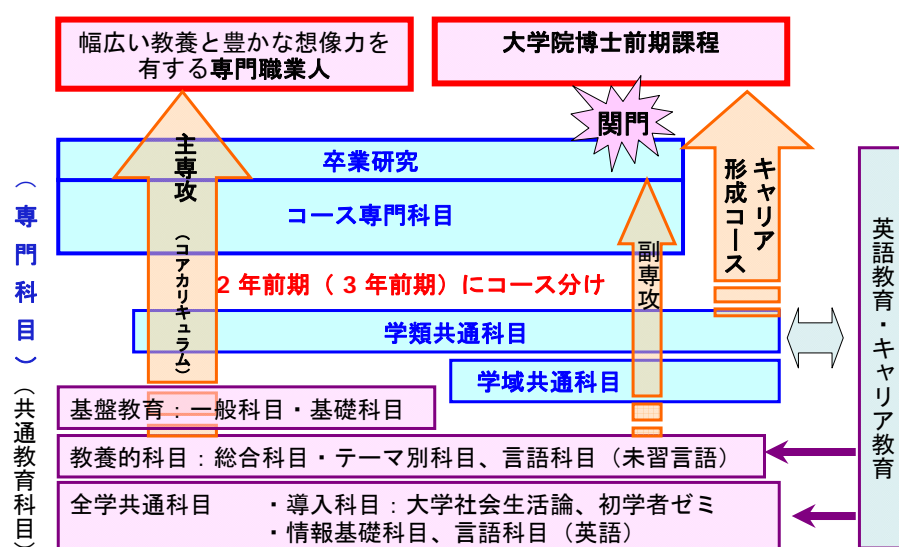 幅広い教養と豊かな想像力を
有する専門職業人
大学院博士前期課程
関門
主専攻
(コアカリキュラム)
卒業研究
コース専門科目
副専攻
キャリア
形成コース
2年前期(3年前期)にコース分け
学類共通科目
学域共通科目
基盤教育:一般科目・基礎科目
教養的科目:総合科目・テーマ別科目、言語科目(未習言語)
全学共通科目 ・導入科目:大学社会生活論、初学者ゼミ
・情報基礎科目、言語科目(英語)
(専門科目)
(共通教育科目)
英語教育・キャリア教育